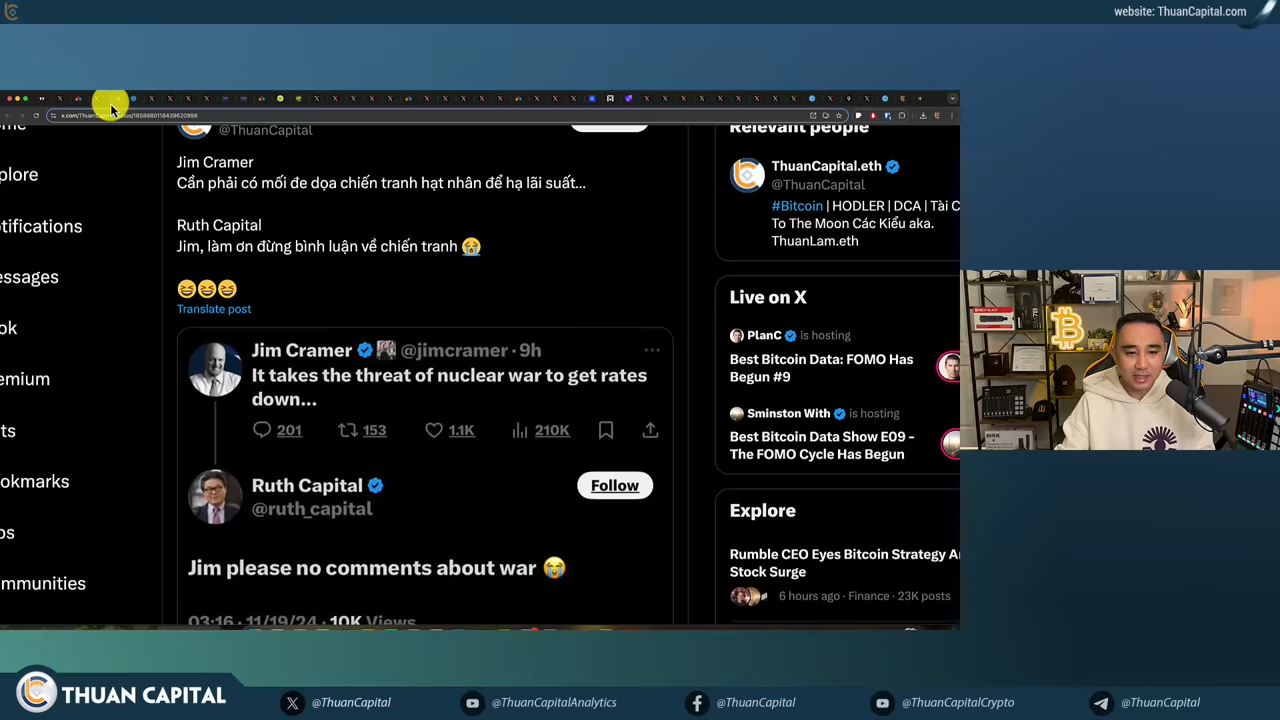 website: ThuanCapital.com
@ThuanCapital
Jim Cramer
Cần phải có mối đe dọa chiến tranh hạt nhân để hạ lãi suất...
Ruth Capital
Jim, làm ơn đừng bình luận về chiến tranh 😭
😆😆😆
Translate post
Jim Cramer @jimcramer · 9h
It takes the threat of nuclear war to get rates
down...
201 153 1.1K 210K
Ruth Capital
@ruth_capital
Follow
Jim please no comments about war 😭
03:16 · 11/19/24 · 10K Views
plore
otifications
essages
ok
emium
ts
okmarks
ps
mmunities
Relevant people
ThuanCapital.eth
@ThuanCapital
#Bitcoin | HODLER | DCA | Tài C
To The Moon Các Kiểu aka.
ThuanLam.eth
Live on X
PlanC is hosting
Best Bitcoin Data: FOMO Has
Begun #9
Sminston With is hosting
Best Bitcoin Data Show E09 -
The FOMO Cycle Has Begun
Explore
Rumble CEO Eyes Bitcoin Strategy A
Stock Surge
6 hours ago · Finance · 23K posts
THUAN CAPITAL
@ThuanCapital
@ThuanCapitalAnalytics
@ThuanCapital
@ThuanCapitalCrypto
@ThuanCapital